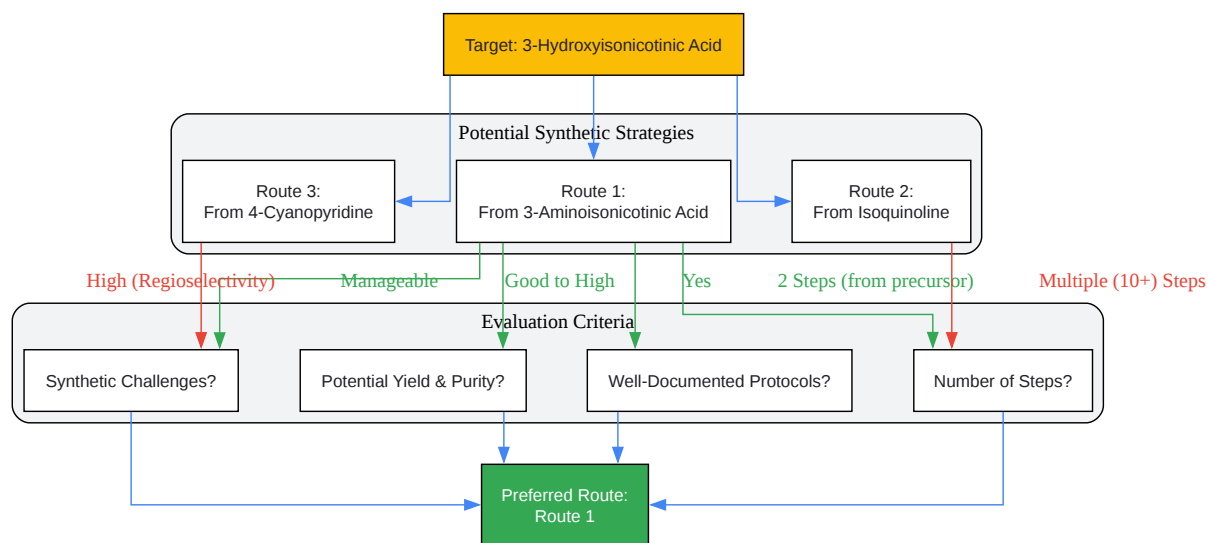 Target: 3-Hydroxyisonicotinic Acid
Potential Synthetic Strategies
Route 3:
From 4-Cyanopyridine
Route 1:
From 3-Aminoisonicotinic Acid
Route 2:
From Isoquinoline
High (Regioselectivity)
Manageable
Good to High
Yes
2 Steps (from precursor)
Multiple (10+) Steps
Evaluation Criteria
Synthetic Challenges?
Potential Yield & Purity?
Well-Documented Protocols?
Number of Steps?
Preferred Route:
Route 1